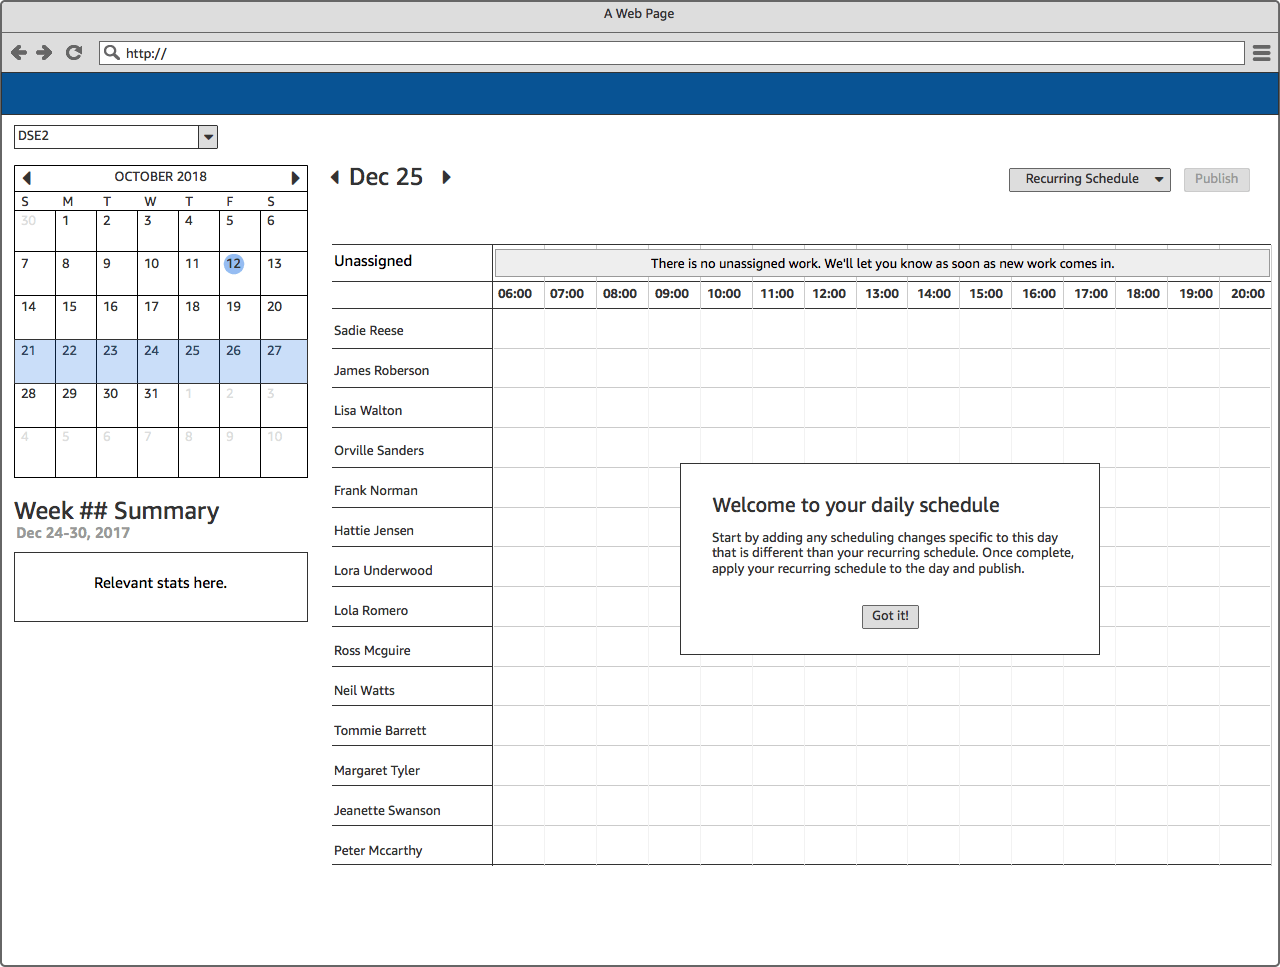 A Web Page
http://
DSE2
OCTOBER 2018
S M T W T F S
30 1 2 3 4 5 6
7 8 9 10 11 12 13
14 15 16 17 18 19 20
21 22 23 24 25 26 27
28 29 30 31 1 2 3
4 5 6 7 8 9 10
Week ## Summary
Dec 24-30, 2017
Relevant stats here.
Dec 25
Recurring Schedule
Publish
Unassigned
There is no unassigned work. We'll let you know as soon as new work comes in.
06:00 07:00 08:00 09:00 10:00 11:00 12:00 13:00 14:00 15:00 16:00 17:00 18:00 19:00 20:00
Sadie Reese
James Roberson
Lisa Walton
Orville Sanders
Frank Norman
Hattie Jensen
Lora Underwood
Lola Romero
Ross Mcguire
Neil Watts
Tommie Barrett
Margaret Tyler
Jeanette Swanson
Peter Mccarthy
Welcome to your daily schedule
Start by adding any scheduling changes specific to this day
that is different than your recurring schedule. Once complete,
apply your recurring schedule to the day and publish.
Got it!